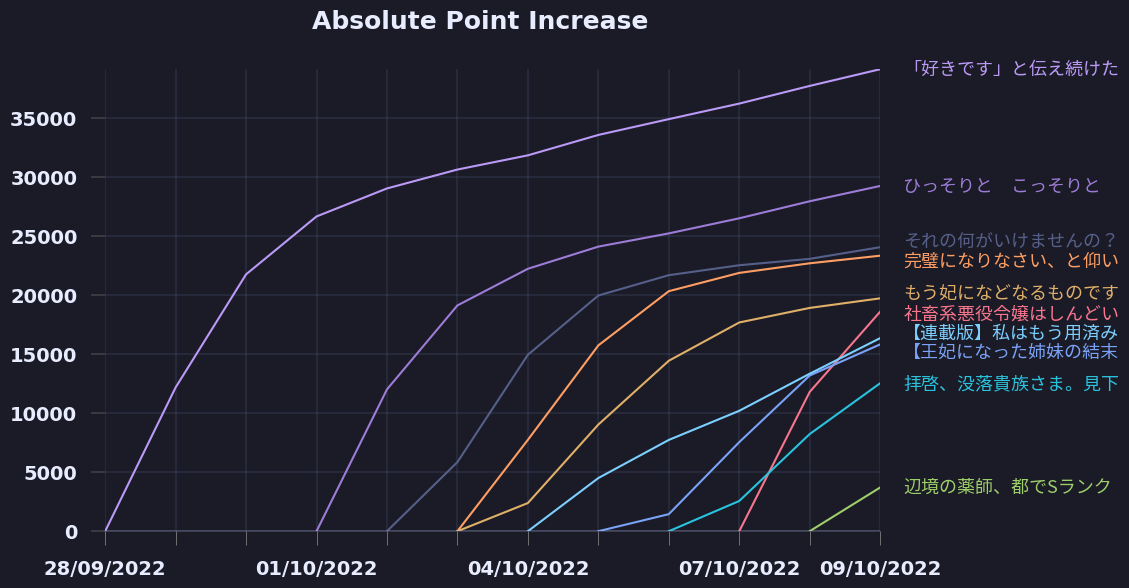 Absolute Point Increase
35000
30000
25000
20000
15000
10000
5000
0
28/09/2022
01/10/2022
04/10/2022
07/10/2022
09/10/2022
「好きです」と伝え続けた
ひっそりと　こっそりと
それの何がいけませんの？
完璧になりなさい、と仰い
もう妃になどなるものです
社畜系悪役令嬢はしんどい
【連載版】私はもう用済み
【王妃になった姉妹の結末
拝啓、没落貴族さま。見下
辺境の薬師、都でSランク